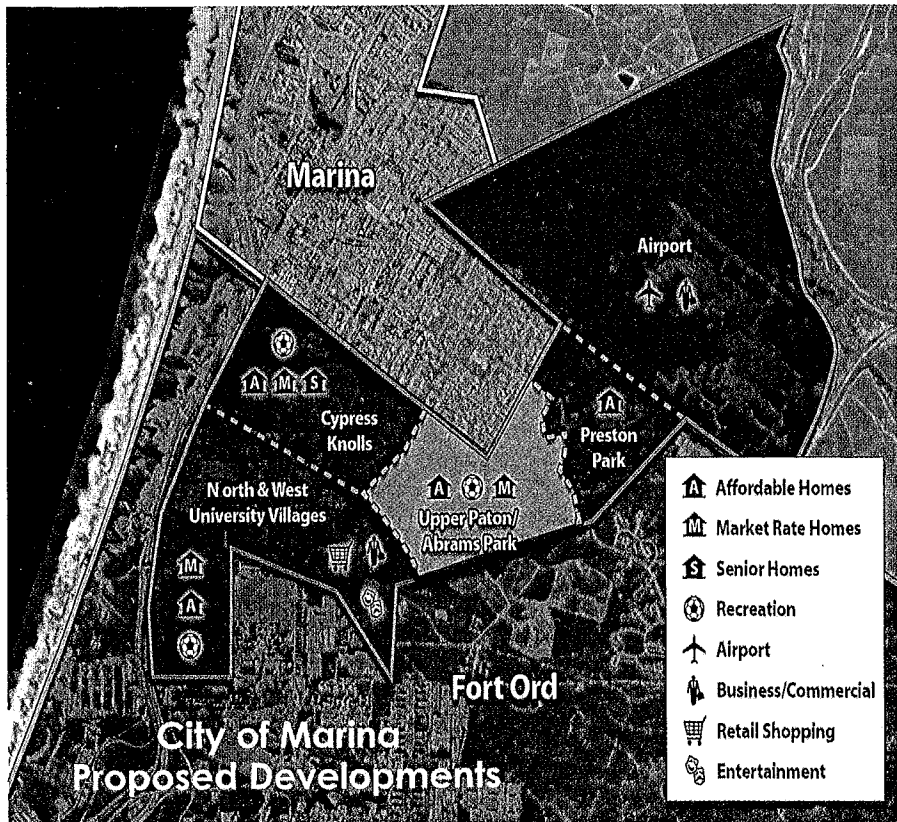 Marina
Airport
A M S
Cypress
Knolls
A
Preston
Park
North & West
University Villages
A M
Upper Paton/
Abrams Park
M
A
Fort Ord
City of Marina
Proposed Developments
A Affordable Homes
M Market Rate Homes
S Senior Homes
Recreation
Airport
Business/Commercial
Retail Shopping
Entertainment